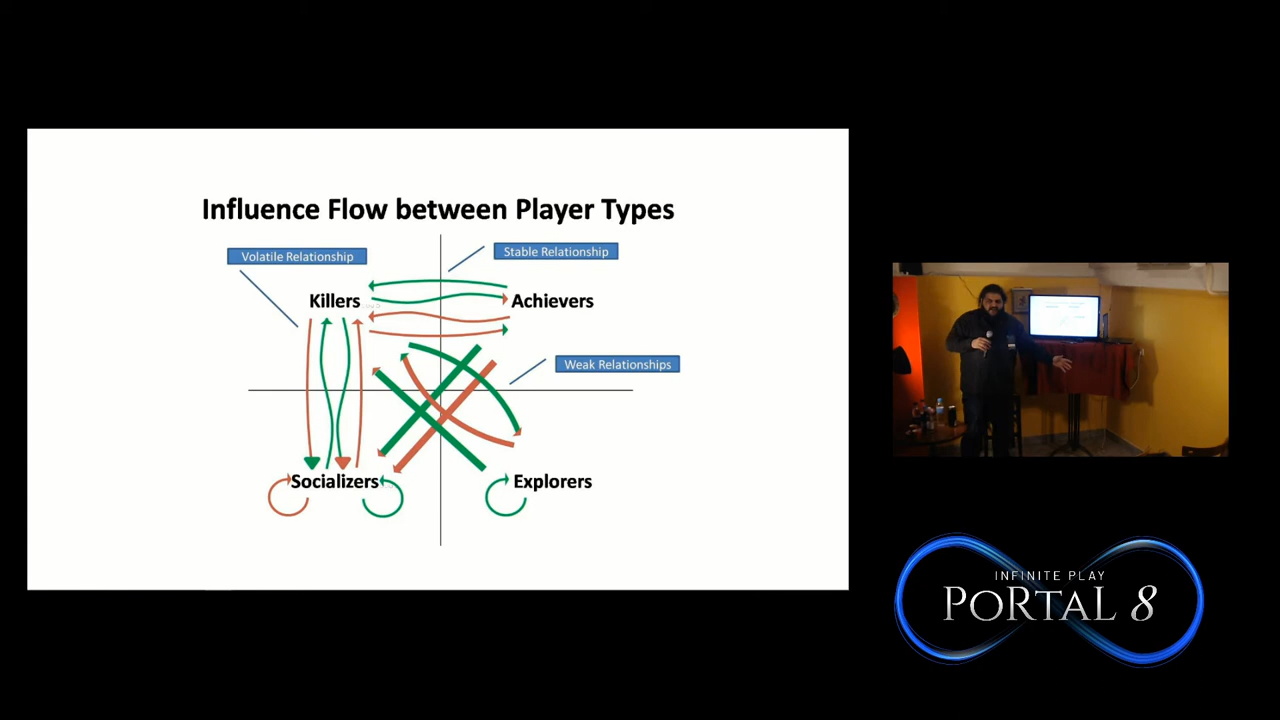 Influence Flow between Player Types
Volatile Relationship
Stable Relationship
Killers
Achievers
Weak Relationships
Socializers
Explorers
INFINITE PLAY
PORTAL 8